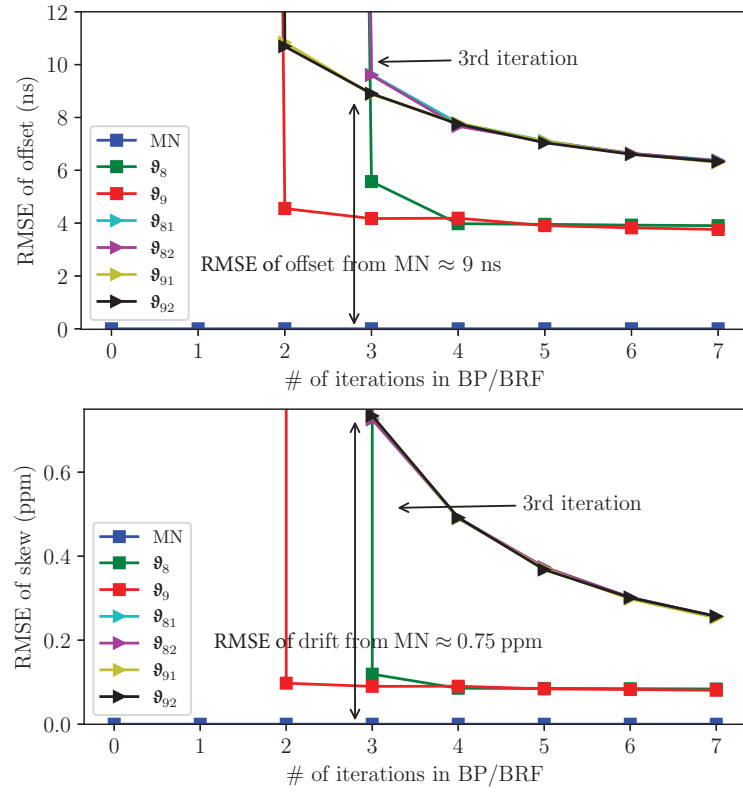 12
10
8
6
4
2
0
RMSE of offset (ns)
3rd iteration
MN
ϑ8
ϑ9
ϑ81
ϑ82
ϑ91
ϑ92
RMSE of offset from MN ≈ 9 ns
0 1 2 3 4 5 6 7
# of iterations in BP/BRF
0.6
0.4
0.2
0.0
RMSE of skew (ppm)
3rd iteration
MN
ϑ8
ϑ9
ϑ81
ϑ82
ϑ91
ϑ92
RMSE of drift from MN ≈ 0.75 ppm
0 1 2 3 4 5 6 7
# of iterations in BP/BRF